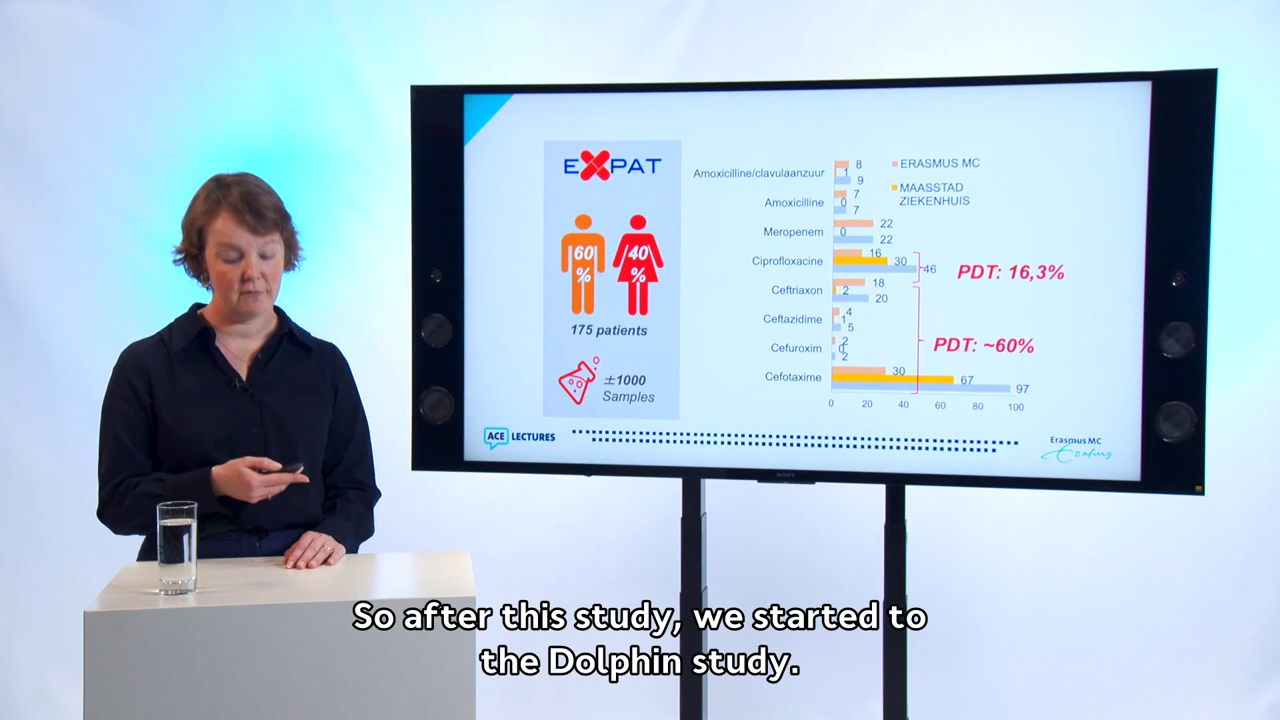 EXPAT
60
%
40
%
175 patients
±1000
Samples
Amoxicilline/clavulaanzuur
8
1
9
Amoxicilline
7
0
7
Meropenem
22
0
22
Ciprofloxacine
16
30
46
Ceftriaxon
18
2
20
Ceftazidime
4
1
5
Cefuroxim
2
0
2
Cefotaxime
30
67
97
0 20 40 60 80 100
ERASMUS MC
MAASSTAD
ZIEKENHUIS
PDT: 16,3%
PDT: ~60%
ACE LECTURES
Erasmus MC
Erasmus
SONY
So after this study, we started to
the Dolphin study.